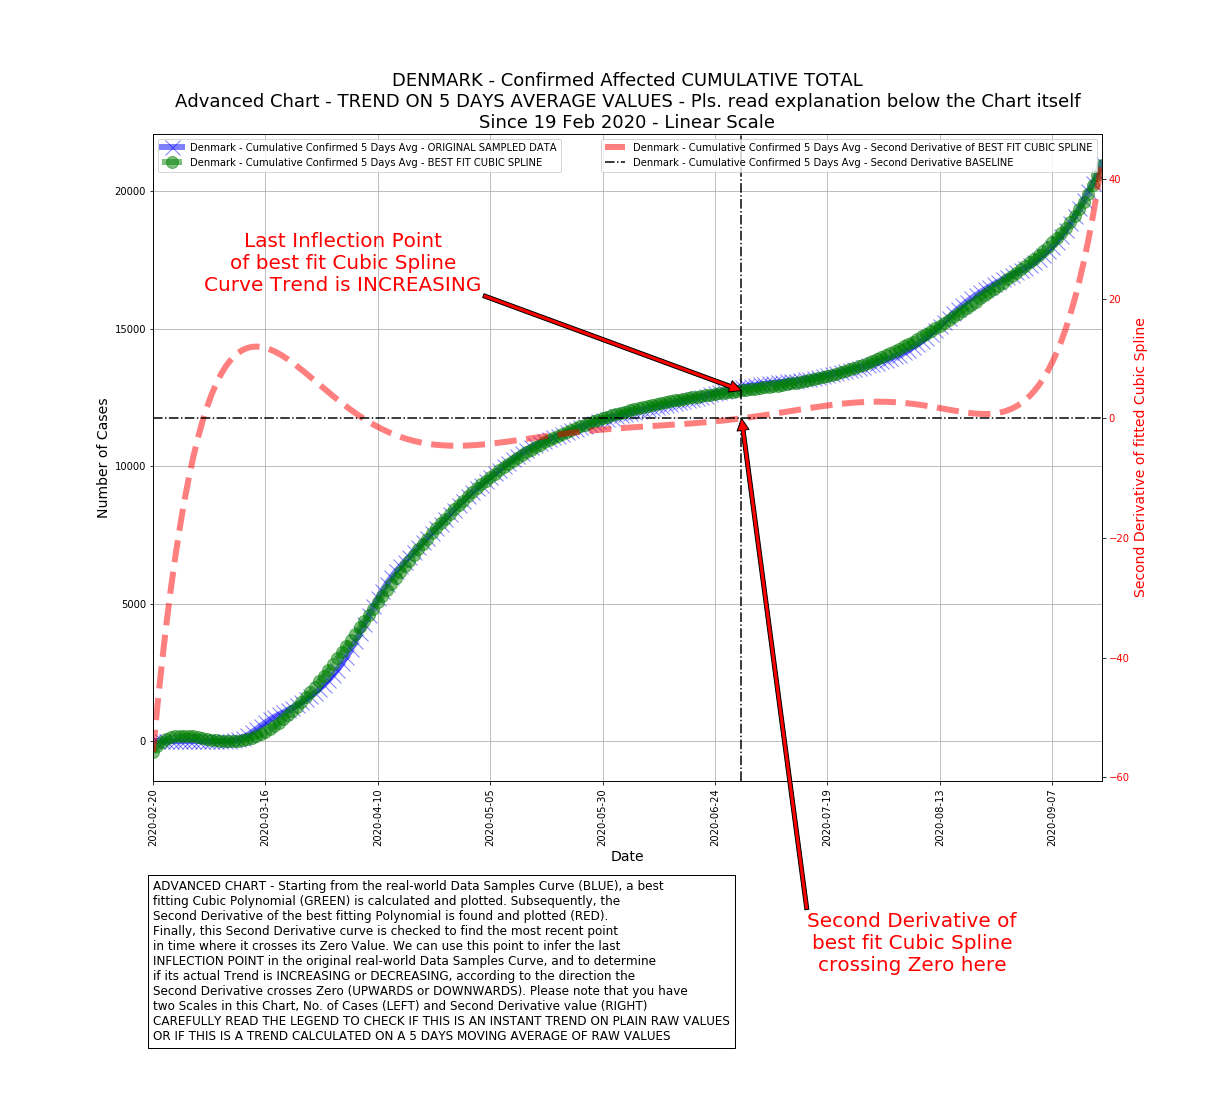 DENMARK - Confirmed Affected CUMULATIVE TOTAL
Advanced Chart - TREND ON 5 DAYS AVERAGE VALUES - Pls. read explanation below the Chart itself
Since 19 Feb 2020 - Linear Scale
Denmark - Cumulative Confirmed 5 Days Avg - ORIGINAL SAMPLED DATA
Denmark - Cumulative Confirmed 5 Days Avg - BEST FIT CUBIC SPLINE
Denmark - Cumulative Confirmed 5 Days Avg - Second Derivative of BEST FIT CUBIC SPLINE
Denmark - Cumulative Confirmed 5 Days Avg - Second Derivative BASELINE
Last Inflection Point
of best fit Cubic Spline
Curve Trend is INCREASING
Number of Cases
20000
15000
10000
5000
0
40
20
0
−20
−40
−60
Second Derivative of fitted Cubic Spline
2020-02-20
2020-03-16
2020-04-10
2020-05-05
2020-05-30
2020-06-24
2020-07-19
2020-08-13
2020-09-07
Date
ADVANCED CHART - Starting from the real-world Data Samples Curve (BLUE), a best
fitting Cubic Polynomial (GREEN) is calculated and plotted. Subsequently, the
Second Derivative of the best fitting Polynomial is found and plotted (RED).
Finally, this Second Derivative curve is checked to find the most recent point
in time where it crosses its Zero Value. We can use this point to infer the last
INFLECTION POINT in the original real-world Data Samples Curve, and to determine
if its actual Trend is INCREASING or DECREASING, according to the direction the
Second Derivative crosses Zero (UPWARDS or DOWNWARDS). Please note that you have
two Scales in this Chart, No. of Cases (LEFT) and Second Derivative value (RIGHT)
CAREFULLY READ THE LEGEND TO CHECK IF THIS IS AN INSTANT TREND ON PLAIN RAW VALUES
OR IF THIS IS A TREND CALCULATED ON A 5 DAYS MOVING AVERAGE OF RAW VALUES
Second Derivative of
best fit Cubic Spline
crossing Zero here